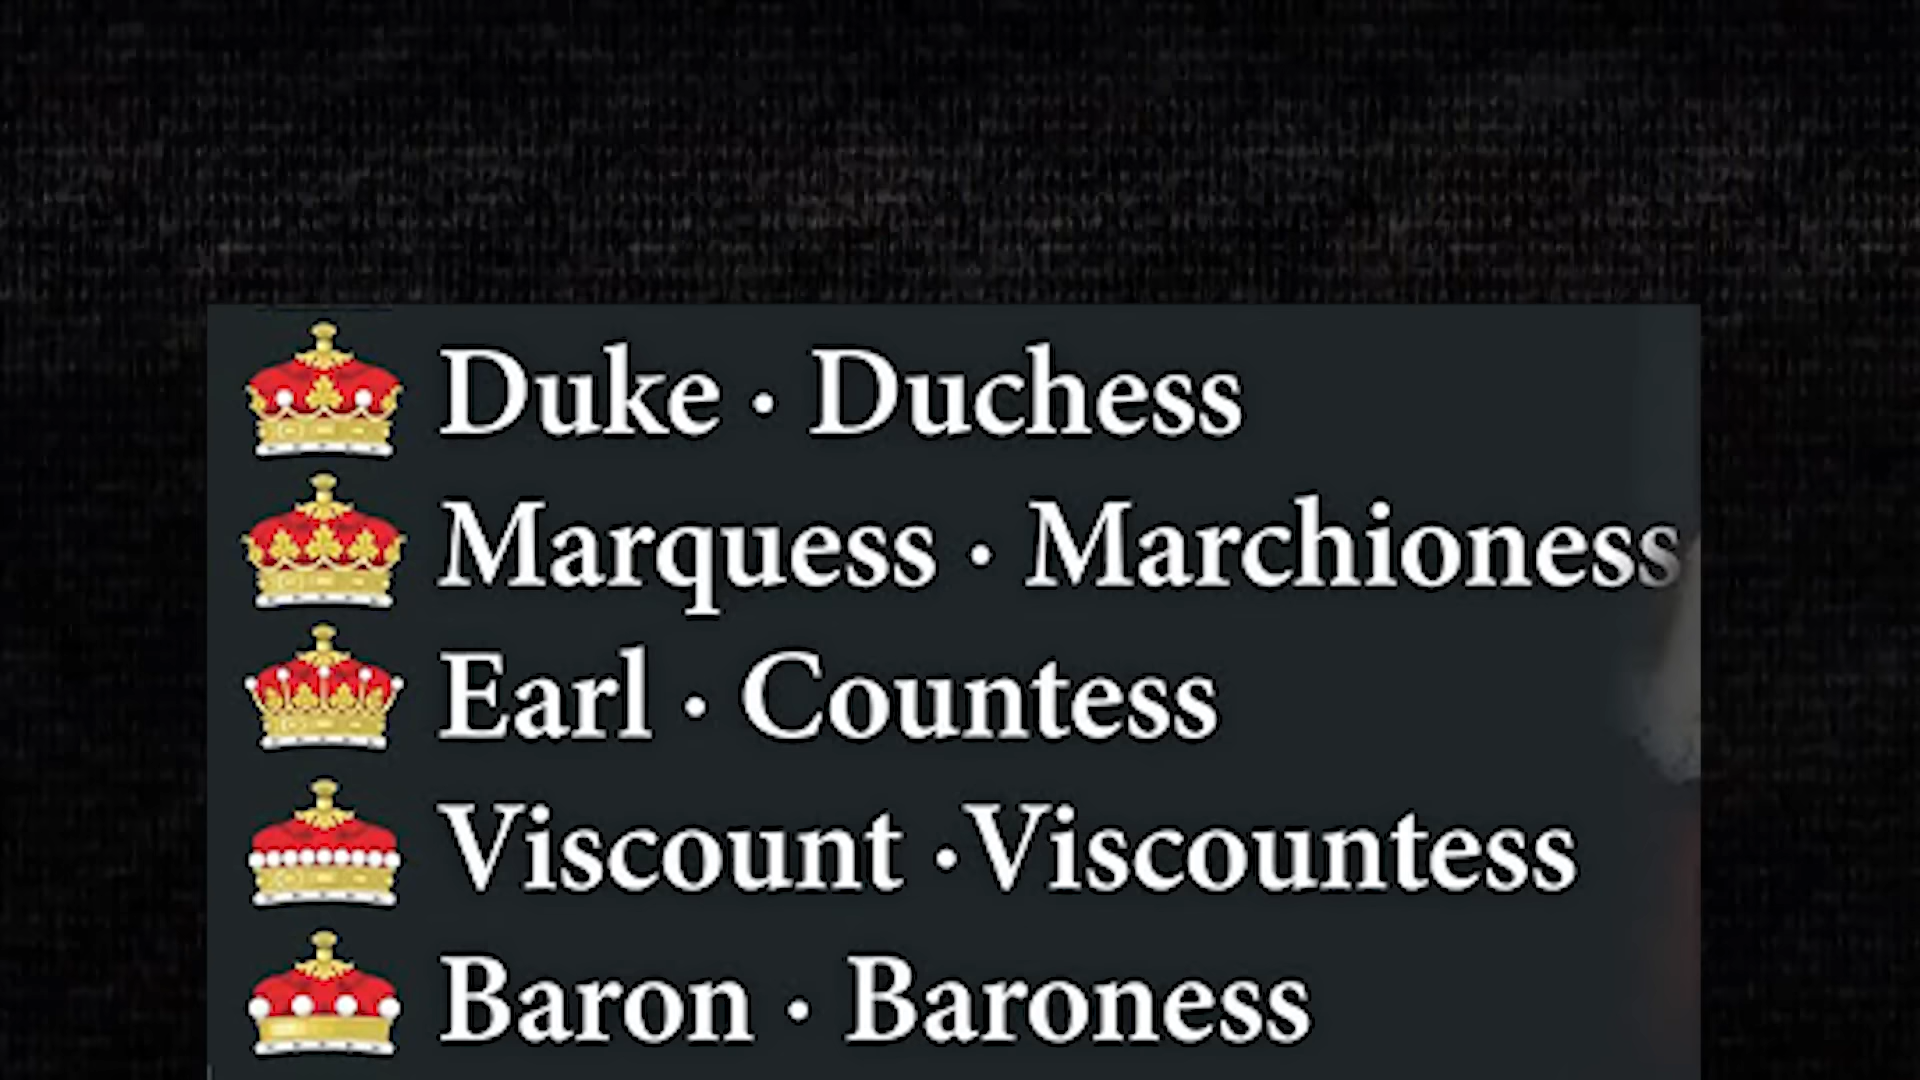 Duke · Duchess
Marquess · Marchioness
Earl · Countess
Viscount ·Viscountess
Baron · Baroness